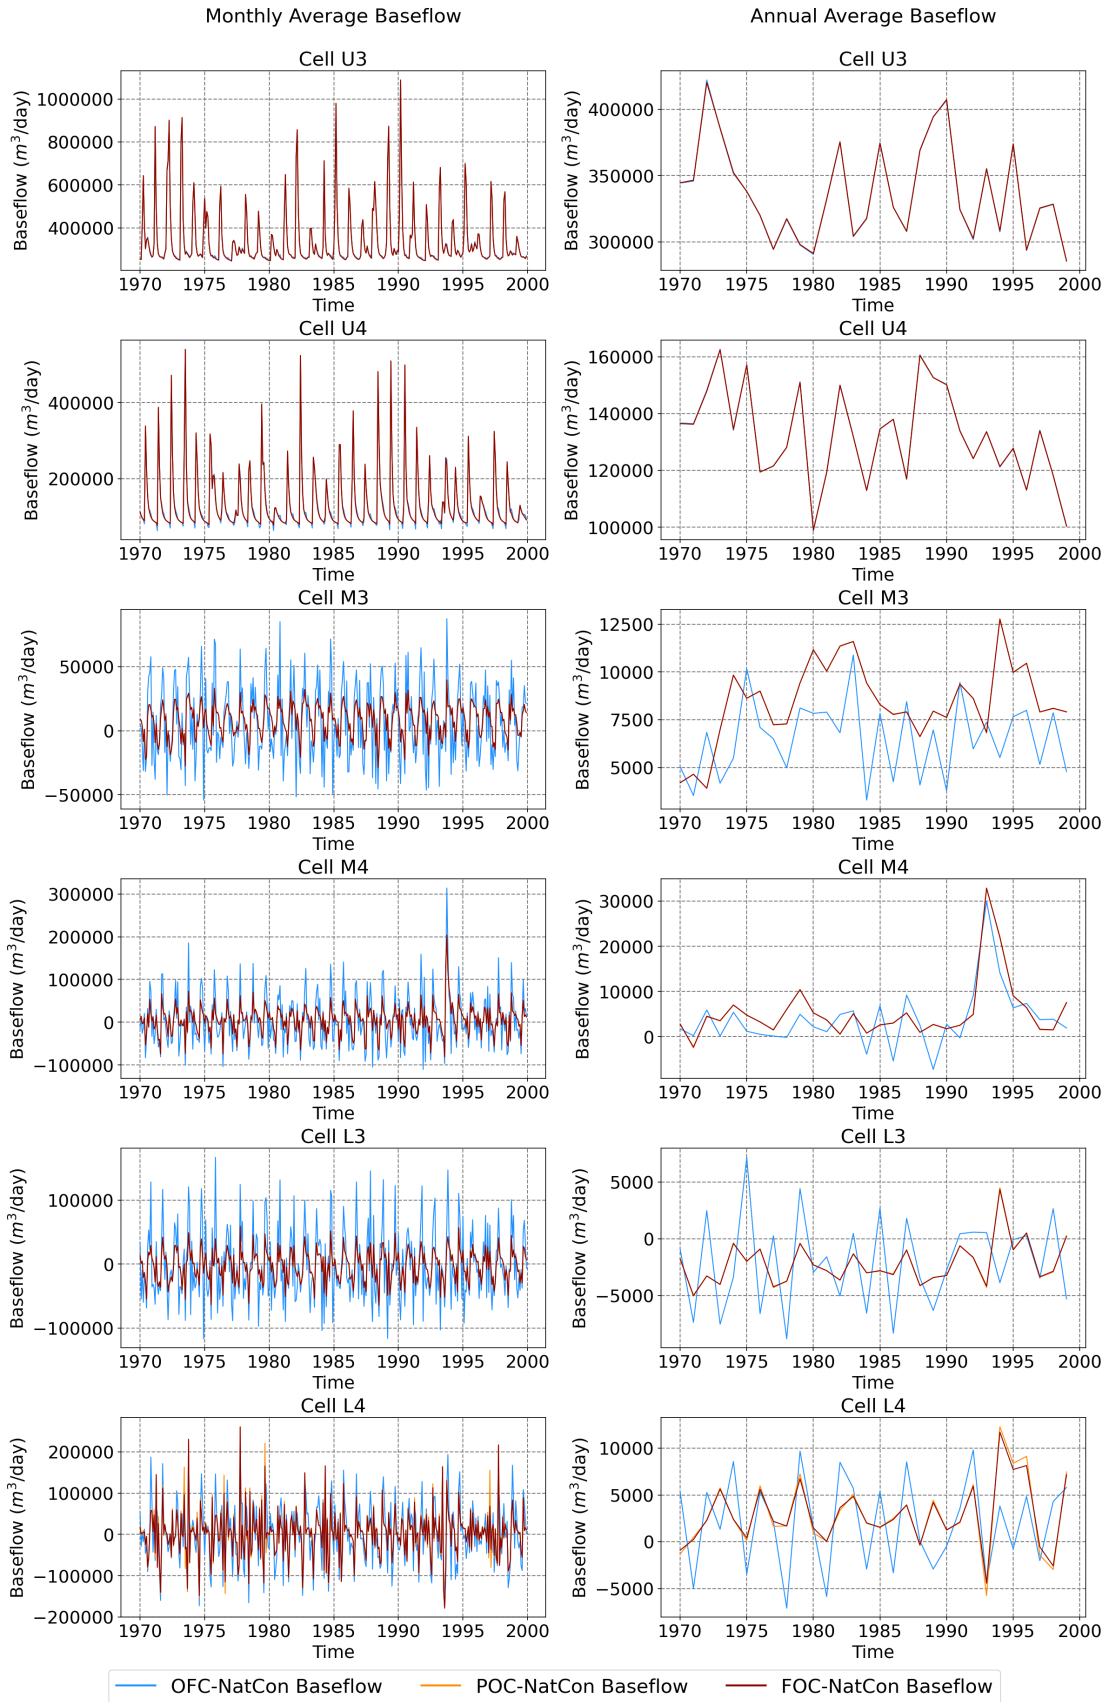 Monthly Average Baseflow
Annual Average Baseflow
Cell U3
Baseflow (m³/day)
1000000
800000
600000
400000
1970 1975 1980 1985 1990 1995 2000
Time
Cell U3
Baseflow (m³/day)
400000
350000
300000
1970 1975 1980 1985 1990 1995 2000
Time
Cell U4
Baseflow (m³/day)
400000
200000
1970 1975 1980 1985 1990 1995 2000
Time
Cell U4
Baseflow (m³/day)
160000
140000
120000
100000
1970 1975 1980 1985 1990 1995 2000
Time
Cell M3
Baseflow (m³/day)
50000
0
−50000
1970 1975 1980 1985 1990 1995 2000
Time
Cell M3
Baseflow (m³/day)
12500
10000
7500
5000
1970 1975 1980 1985 1990 1995 2000
Time
Cell M4
Baseflow (m³/day)
300000
200000
100000
0
−100000
1970 1975 1980 1985 1990 1995 2000
Time
Cell M4
Baseflow (m³/day)
30000
20000
10000
0
1970 1975 1980 1985 1990 1995 2000
Time
Cell L3
Baseflow (m³/day)
100000
0
−100000
1970 1975 1980 1985 1990 1995 2000
Time
Cell L3
Baseflow (m³/day)
5000
0
−5000
1970 1975 1980 1985 1990 1995 2000
Time
Cell L4
Baseflow (m³/day)
200000
100000
0
−100000
−200000
1970 1975 1980 1985 1990 1995 2000
Time
Cell L4
Baseflow (m³/day)
10000
5000
0
−5000
1970 1975 1980 1985 1990 1995 2000
Time
OFC-NatCon Baseflow
POC-NatCon Baseflow
FOC-NatCon Baseflow